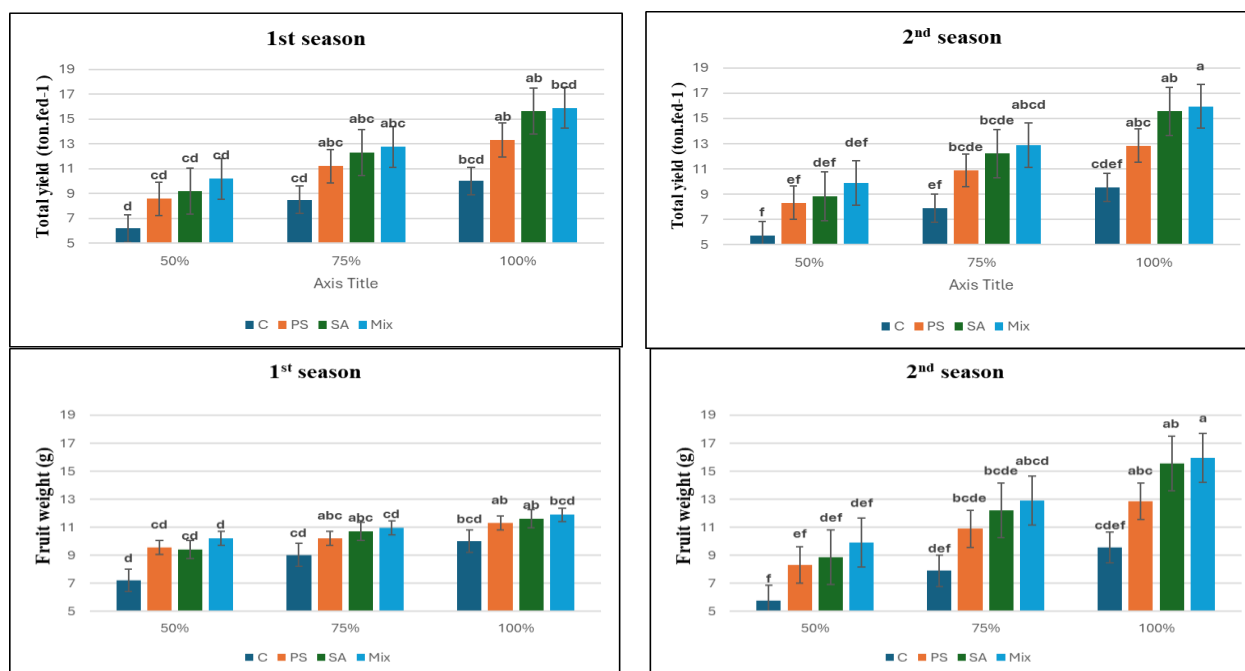 1st season
Total yield (ton.fed-1 )
19
17
15
13
11
9
7
5
d
cd
cd
cd
cd
abc
abc
abc
bcd
ab
ab
bcd
50%
75%
100%
Axis Title
C
PS
SA
Mix
2nd season
Total yield (ton.fed-1)
19
17
15
13
11
9
7
5
f
ef
def
def
ef
bcde
bcde
abcd
cdef
abc
ab
a
50%
75%
100%
Axis Title
C
PS
SA
Mix
1st season
Fruit weight (g)
19
17
15
13
11
9
7
5
d
cd
cd
d
cd
abc
abc
cd
bcd
ab
ab
bcd
50%
75%
100%
C
PS
SA
Mix
2nd season
Fruit weight (g)
19
17
15
13
11
9
7
5
f
ef
def
def
def
bcde
bcde
abcd
cdef
abc
ab
a
50%
75%
100%
C
PS
SA
Mix